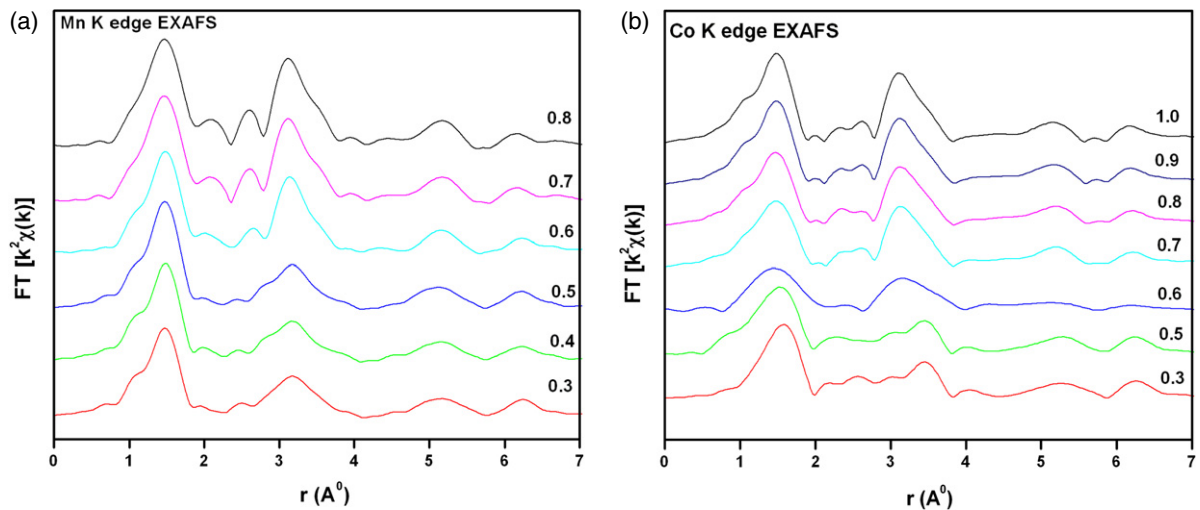 (a)
Mn K edge EXAFS
0.8
0.7
0.6
0.5
0.4
0.3
FT [k²χ(k)]
0 1 2 3 4 5 6 7
r (A⁰)
(b)
Co K edge EXAFS
1.0
0.9
0.8
0.7
0.6
0.5
0.3
FT [k²χ(k)]
0 1 2 3 4 5 6 7
r (A⁰)